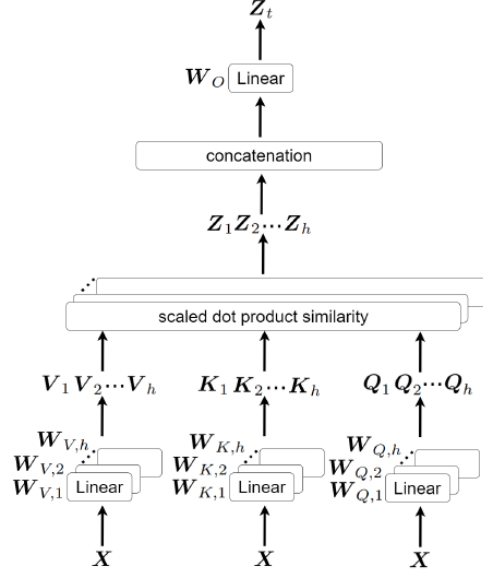 Z_t
W_O Linear
concatenation
Z_1 Z_2 ... Z_h
scaled dot product similarity
V_1 V_2 ... V_h K_1 K_2 ... K_h Q_1 Q_2 ... Q_h
W_{V,h} W_{K,h} W_{Q,h}
W_{V,2} W_{K,2} W_{Q,2}
W_{V,1} Linear W_{K,1} Linear W_{Q,1} Linear
X X X